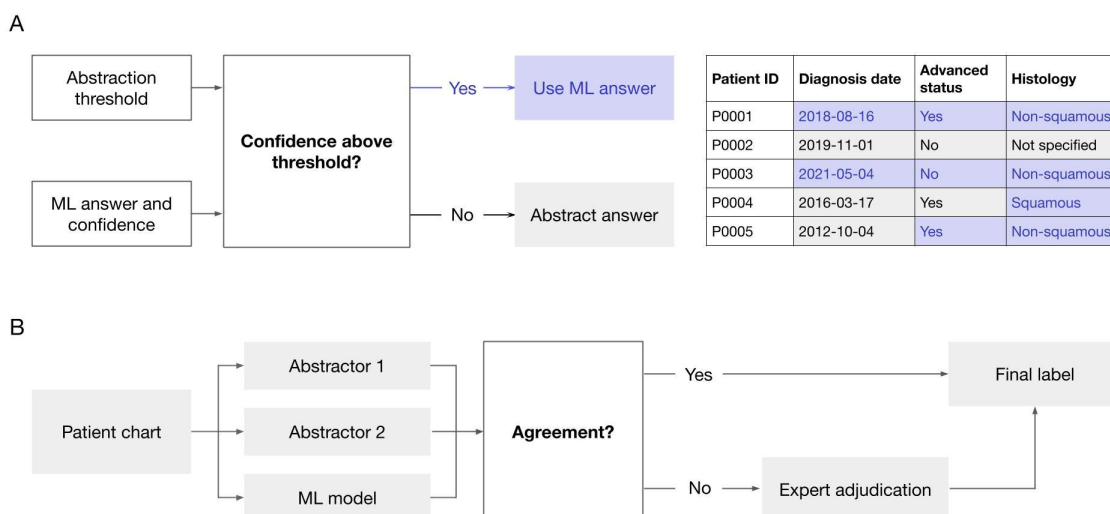 A
Abstraction
threshold
ML answer and
confidence
Confidence above
threshold?
Yes
No
Use ML answer
Abstract answer
Patient ID Diagnosis date Advanced status Histology
P0001 2018-08-16 Yes Non-squamous
P0002 2019-11-01 No Not specified
P0003 2021-05-04 No Non-squamous
P0004 2016-03-17 Yes Squamous
P0005 2012-10-04 Yes Non-squamous
B
Patient chart
Abstractor 1
Abstractor 2
ML model
Agreement?
Yes
No
Expert adjudication
Final label